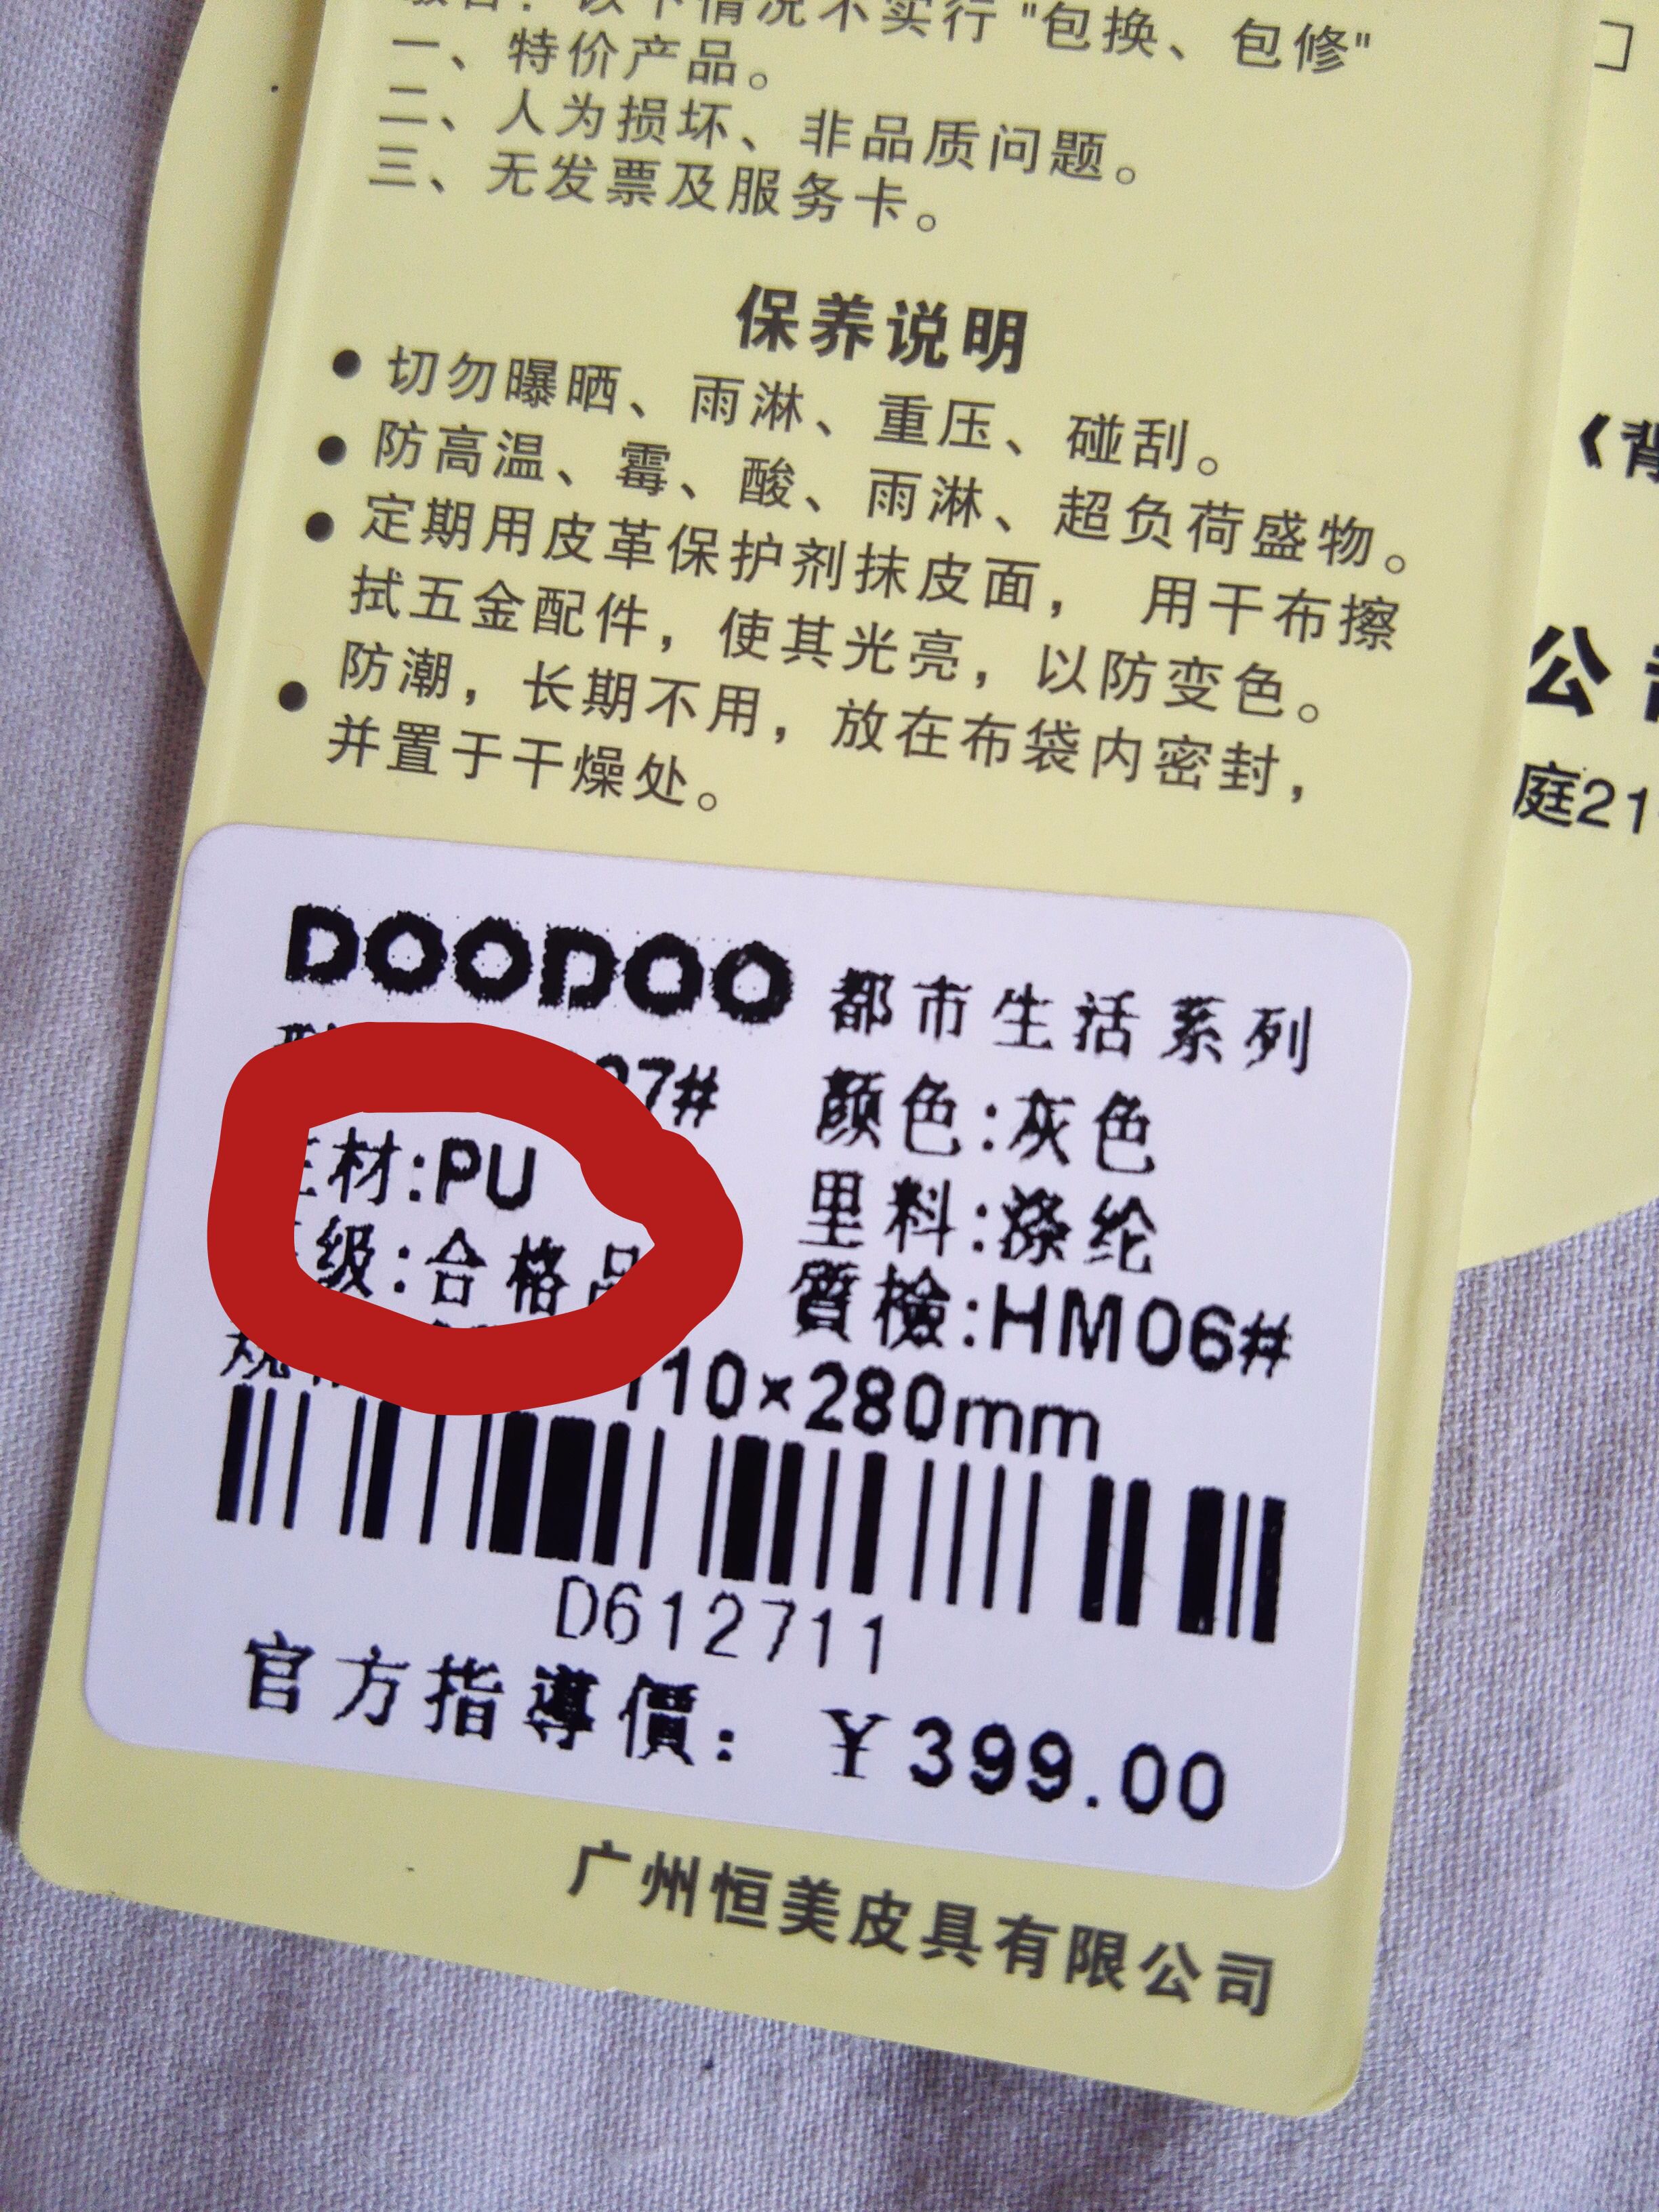 以下情况不实行"包换、包修"
一、特价产品。
二、人为损坏、非品质问题。
三、无发票及服务卡。
保养说明
● 切勿曝晒、雨淋、重压、碰刮。
● 防高温、霉、酸、雨淋、超负荷盛物。
● 定期用皮革保护剂抹皮面，用干布擦
拭五金配件，使其光亮，以防变色。
● 防潮，长期不用，放在布袋内密封，
并置于干燥处。
DOODOO 都市生活系列
27# 颜色:灰色
材:PU 里料:涤纶
级:合格品 質檢:HM06#
110×280mm
D612711
官方指導價: ￥399.00
广州恒美皮具有限公司
公
庭21